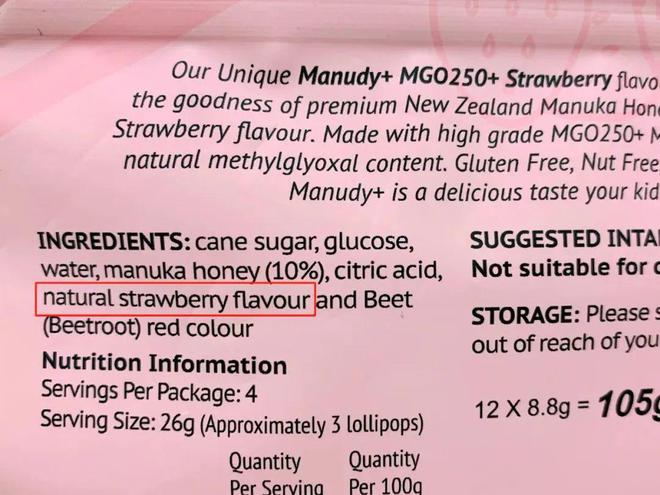 Our Unique Manudy+ MGO250+ Strawberry flavo
the goodness of premium New Zealand Manuka Hon
Strawberry flavour. Made with high grade MGO250+ M
natural methylglyoxal content. Gluten Free, Nut Free
Manudy+ is a delicious taste your kid
INGREDIENTS: cane sugar, glucose,
water, manuka honey (10%), citric acid,
natural strawberry flavour and Beet
(Beetroot) red colour
Nutrition Information
Servings Per Package: 4
Serving Size: 26g (Approximately 3 lollipops)
Quantity Quantity
Per Serving Per 100g
SUGGESTED INTA
Not suitable for c
STORAGE: Please s
out of reach of you
12 X 8.8g = 105g